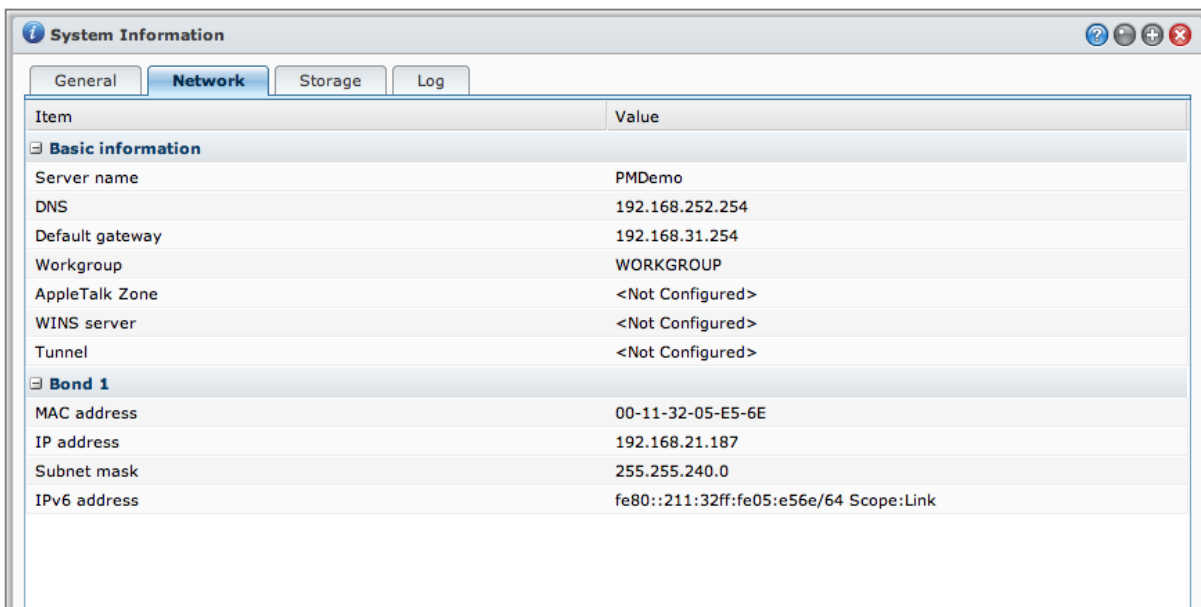 System Information
General Network Storage Log
Item Value
Basic information
Server name PMDemo
DNS 192.168.252.254
Default gateway 192.168.31.254
Workgroup WORKGROUP
AppleTalk Zone <Not Configured>
WINS server <Not Configured>
Tunnel <Not Configured>
Bond 1
MAC address 00-11-32-05-E5-6E
IP address 192.168.21.187
Subnet mask 255.255.240.0
IPv6 address fe80::211:32ff:fe05:e56e/64 Scope:Link